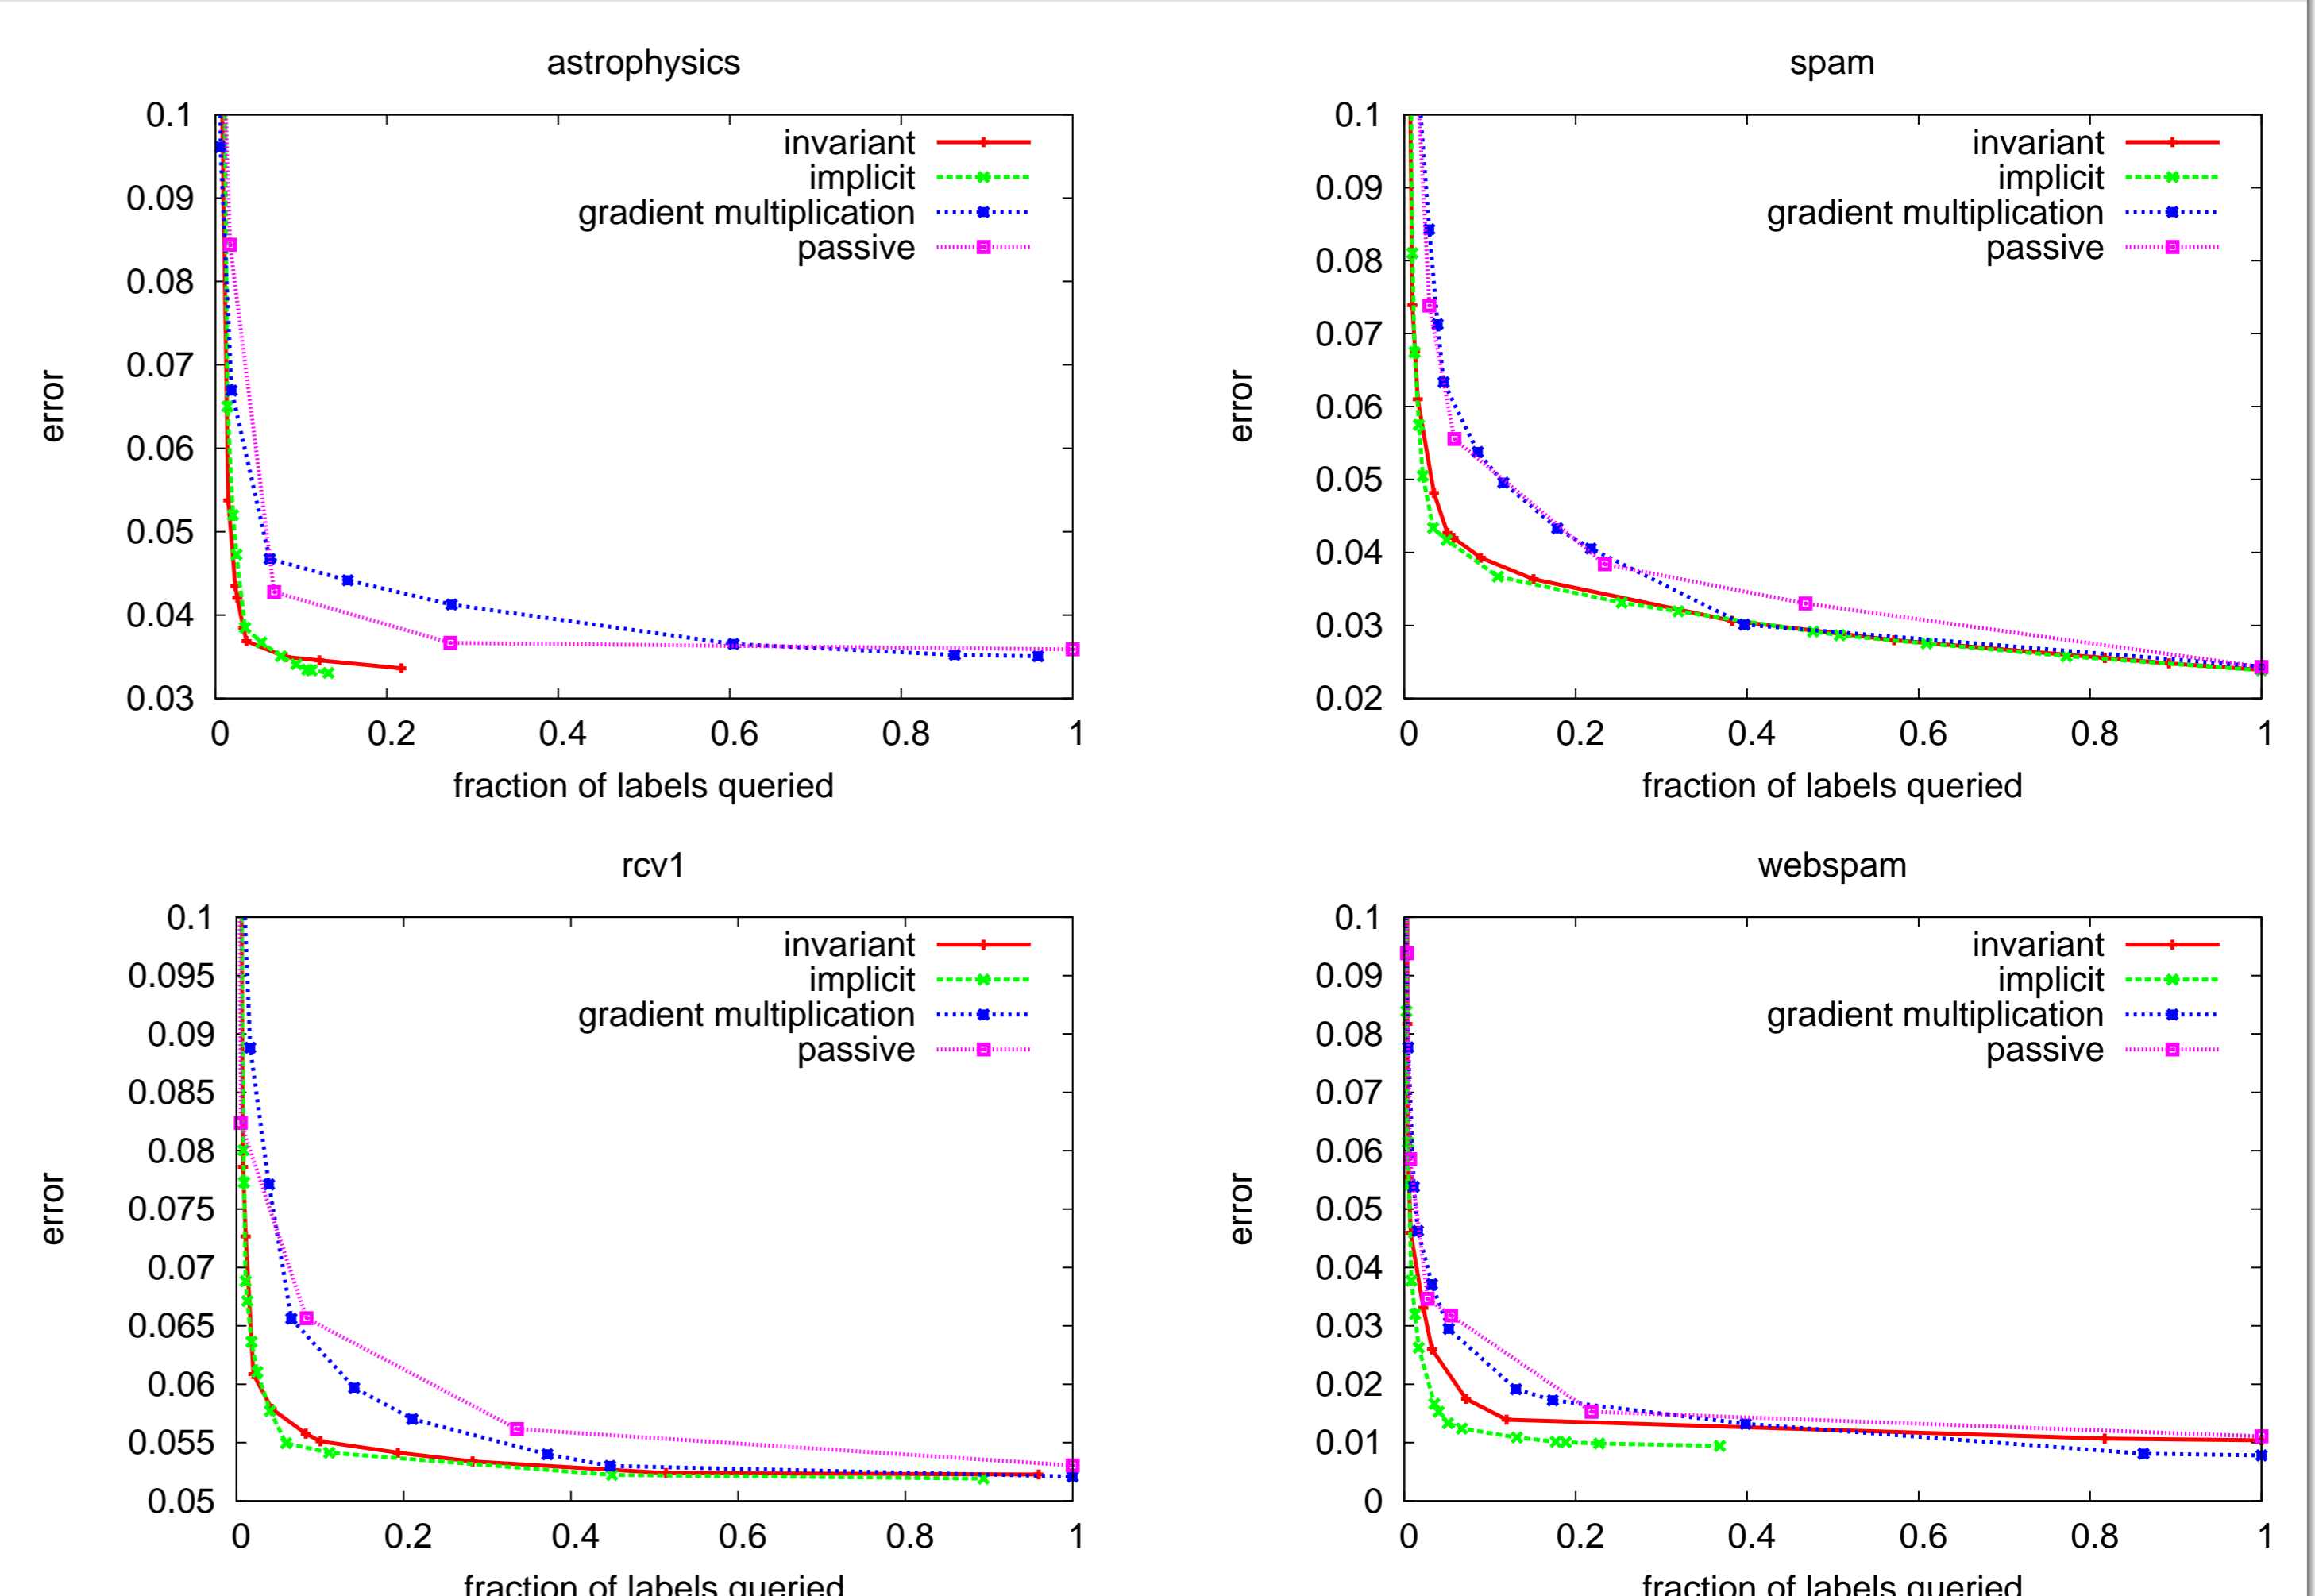 astrophysics
0.1
0.09
0.08
0.07
0.06
0.05
0.04
0.03
0 0.2 0.4 0.6 0.8 1
error
fraction of labels queried
invariant
implicit
gradient multiplication
passive
spam
0.1
0.09
0.08
0.07
0.06
0.05
0.04
0.03
0.02
0 0.2 0.4 0.6 0.8 1
error
fraction of labels queried
invariant
implicit
gradient multiplication
passive
rcv1
0.1
0.095
0.09
0.085
0.08
0.075
0.07
0.065
0.06
0.055
0.05
0 0.2 0.4 0.6 0.8 1
error
fraction of labels queried
invariant
implicit
gradient multiplication
passive
webspam
0.1
0.09
0.08
0.07
0.06
0.05
0.04
0.03
0.02
0.01
0
0 0.2 0.4 0.6 0.8 1
error
fraction of labels queried
invariant
implicit
gradient multiplication
passive